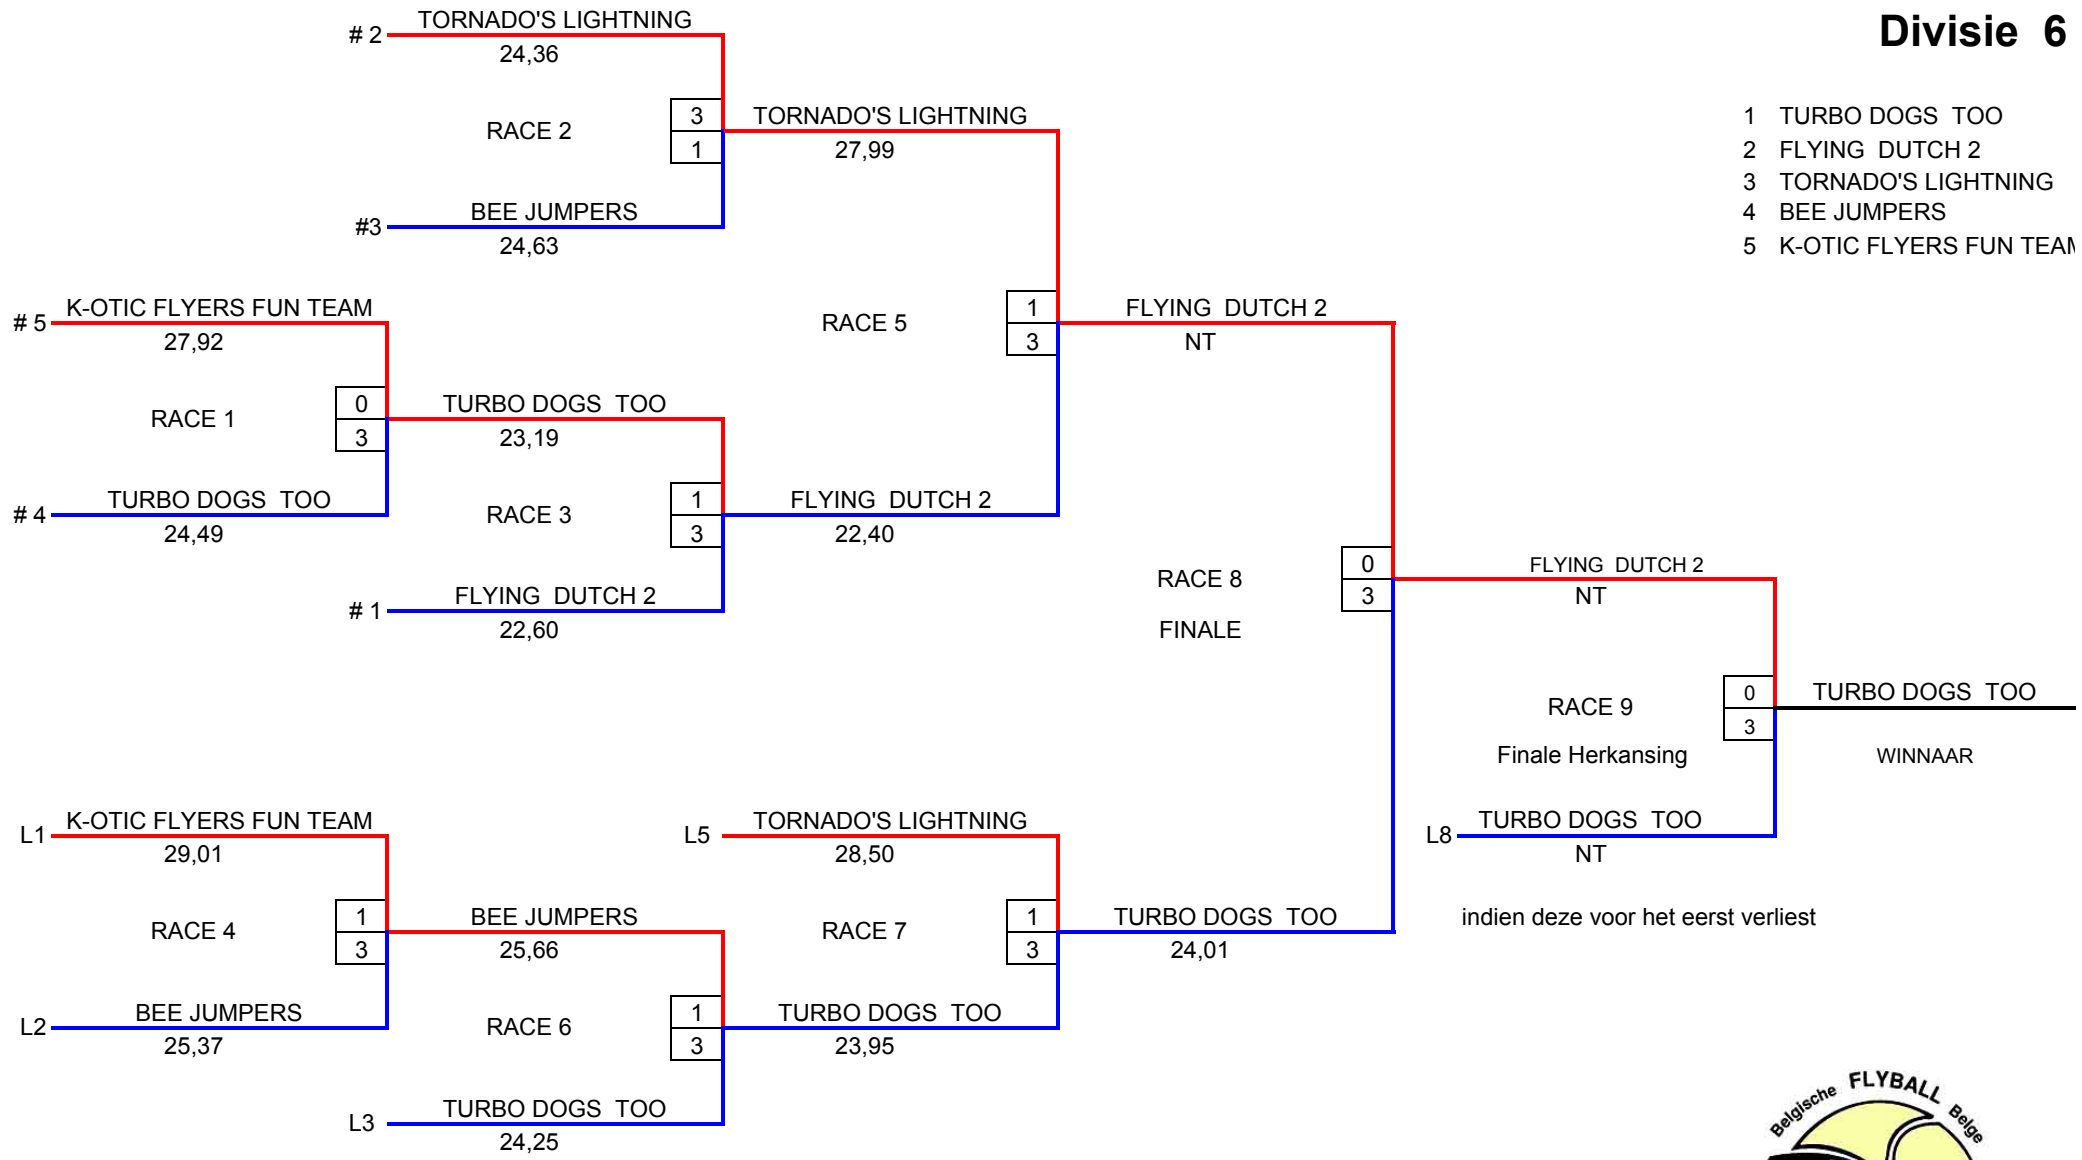 Divisie 6
1 TURBO DOGS TOO
2 FLYING DUTCH 2
3 TORNADO'S LIGHTNING
4 BEE JUMPERS
5 K-OTIC FLYERS FUN TEAM
# 2 TORNADO'S LIGHTNING
24,36
RACE 2
3
1
#3 BEE JUMPERS
24,63
TORNADO'S LIGHTNING
27,99
# 5 K-OTIC FLYERS FUN TEAM
27,92
RACE 1
0
3
# 4 TURBO DOGS TOO
24,49
TURBO DOGS TOO
23,19
RACE 3
1
3
# 1 FLYING DUTCH 2
22,60
RACE 5
1
3
FLYING DUTCH 2
22,40
FLYING DUTCH 2
NT
RACE 8
0
3
FINALE
FLYING DUTCH 2
NT
RACE 9
0
3
Finale Herkansing
TURBO DOGS TOO
WINNAAR
L8 TURBO DOGS TOO
NT
indien deze voor het eerst verliest
L1 K-OTIC FLYERS FUN TEAM
29,01
RACE 4
1
3
L2 BEE JUMPERS
25,37
BEE JUMPERS
25,66
RACE 6
1
3
L3 TURBO DOGS TOO
24,25
L5 TORNADO'S LIGHTNING
28,50
RACE 7
1
3
TURBO DOGS TOO
23,95
TURBO DOGS TOO
24,01
Belgische FLYBALL Belge